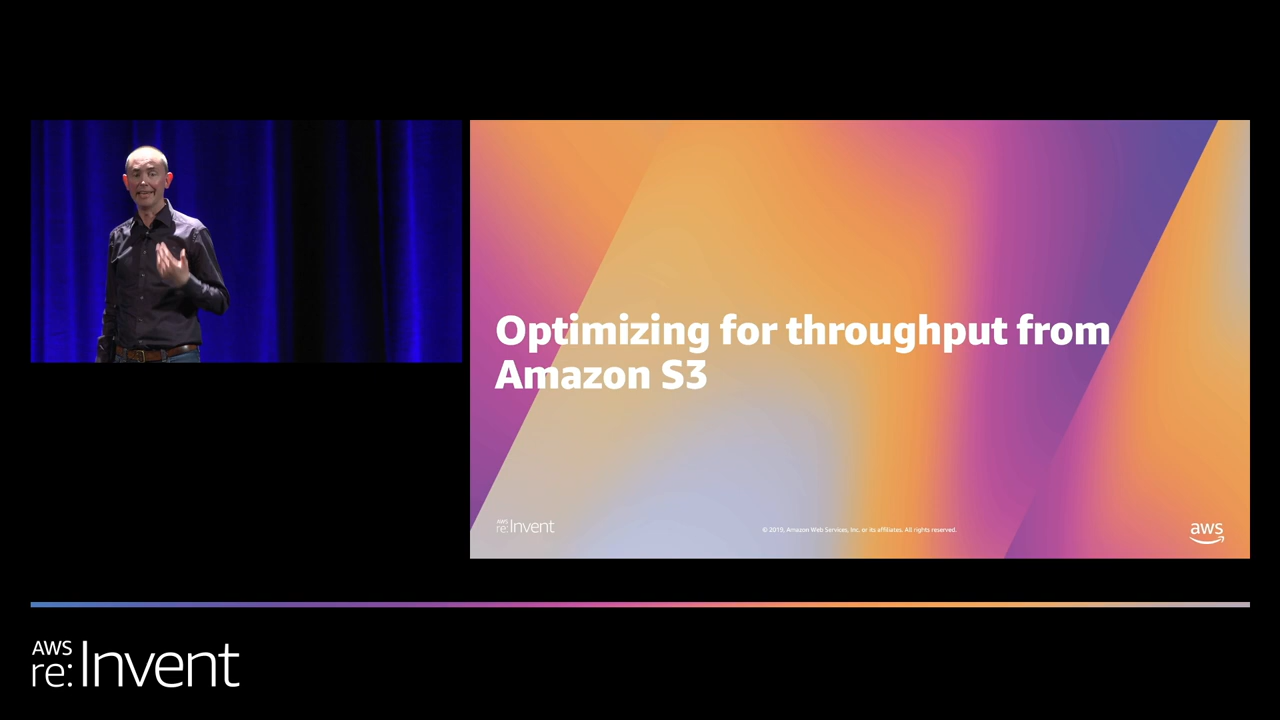 Optimizing for throughput from
Amazon S3
AWS
re:Invent
© 2019, Amazon Web Services, Inc. or its affiliates. All rights reserved.
aws
AWS
re:Invent